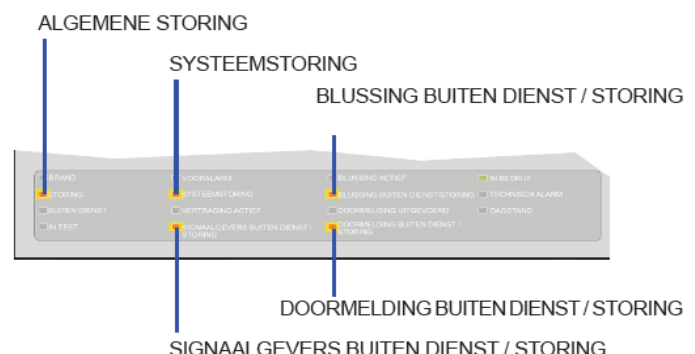 ALGEMENE STORING
SYSTEEMSTORING
BLUSSING BUITEN DIENST / STORING
BRAND
VOORALARM
BLUSSING ACTIEF
IN BEDRIJF
STORING
SYSTEEMSTORING
BLUSSING BUITEN DIENST/STORING
TECHNISCH ALARM
BUITEN DIENST
VERTRAGING ACTIEF
DOORMELDING UITGEVOERD
DAGSTAND
IN TEST
SIGNAALGEVERS BUITEN DIENST /
STORING
DOORMELDING BUITEN DIENST /
STORING
DOORMELDING BUITEN DIENST / STORING
SIGNAALGEVERS BUITEN DIENST / STORING